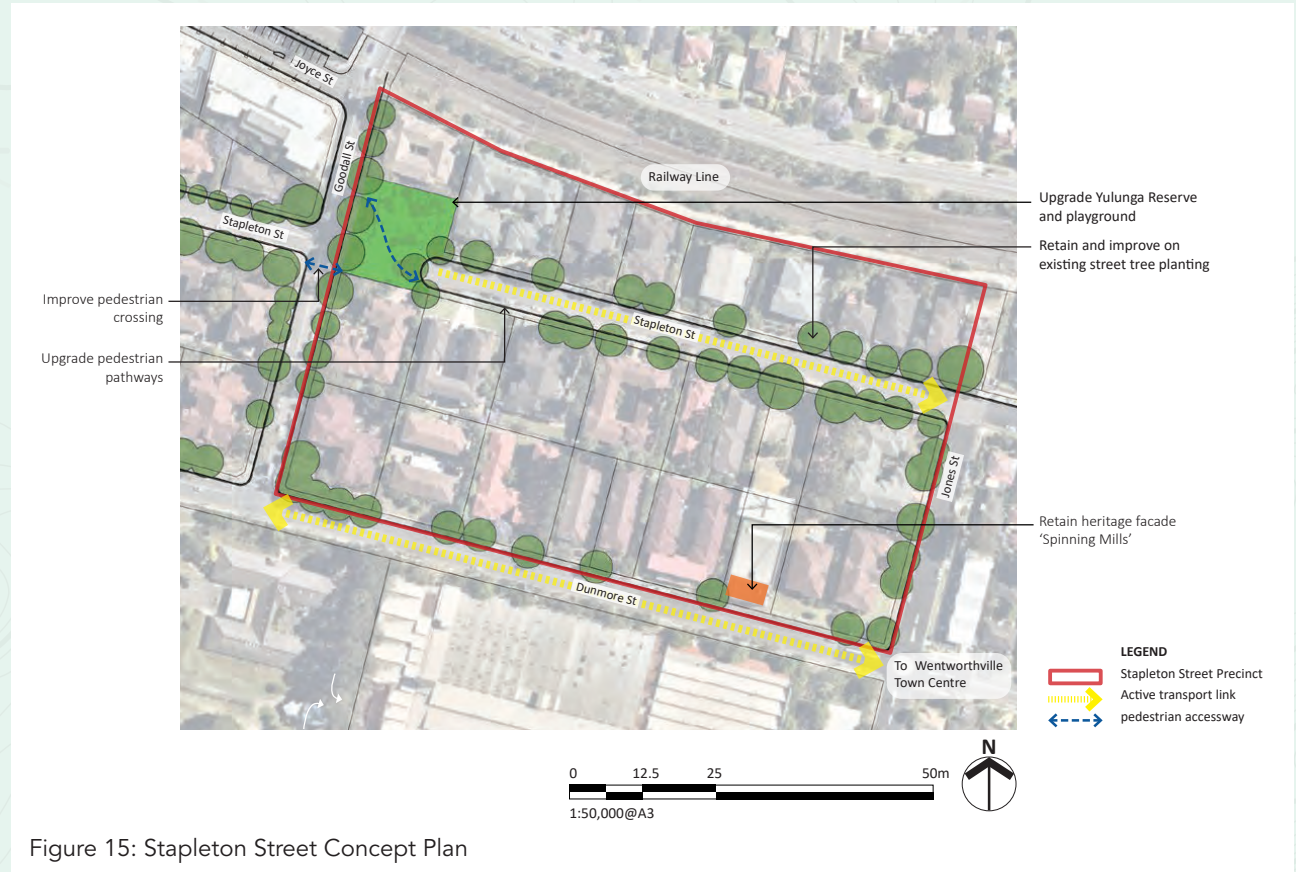 Joyce St
Goodall St
Railway Line
Upgrade Yulunga Reserve
and playground
Stapleton St
Retain and improve on
existing street tree planting
Improve pedestrian
crossing
Stapleton St
Upgrade pedestrian
pathways
Jones St
Retain heritage facade
‘Spinning Mills’
Dunmore St
To Wentworthville
Town Centre
LEGEND
Stapleton Street Precinct
Active transport link
pedestrian accessway
N
0 12.5 25 50m
1:50,000@A3
Figure 15: Stapleton Street Concept Plan